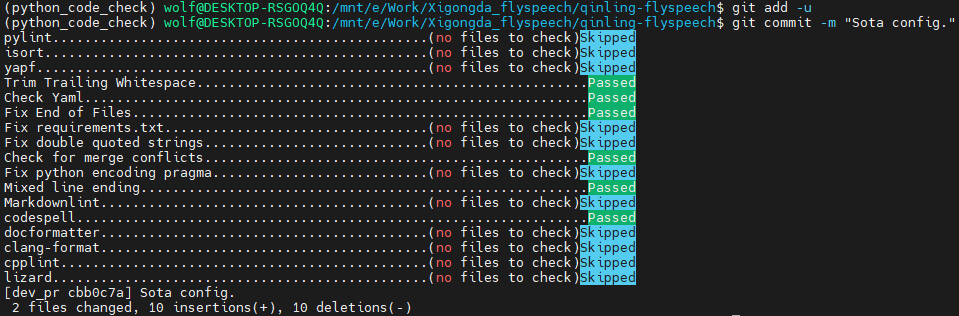 (python_code_check) wolf@DESKTOP-RSGOQ4Q:/mnt/e/Work/Xigongda_flyspeech/qinling-flyspeech$ git add -u
(python_code_check) wolf@DESKTOP-RSGOQ4Q:/mnt/e/Work/Xigongda_flyspeech/qinling-flyspeech$ git commit -m "Sota config."
pylint...............................................(no files to check)Skipped
isort................................................(no files to check)Skipped
yapf.................................................(no files to check)Skipped
Trim Trailing Whitespace.................................................Passed
Check Yaml...............................................................Passed
Fix End of Files.........................................................Passed
Fix requirements.txt.................................(no files to check)Skipped
Fix double quoted strings............................(no files to check)Skipped
Check for merge conflicts................................................Passed
Fix python encoding pragma...........................(no files to check)Skipped
Mixed line ending........................................................Passed
Markdownlint.........................................(no files to check)Skipped
codespell................................................................Passed
docformatter.........................................(no files to check)Skipped
clang-format.........................................(no files to check)Skipped
cpplint..............................................(no files to check)Skipped
lizard...............................................(no files to check)Skipped
[dev_pr cbb0c7a] Sota config.
 2 files changed, 10 insertions(+), 10 deletions(-)